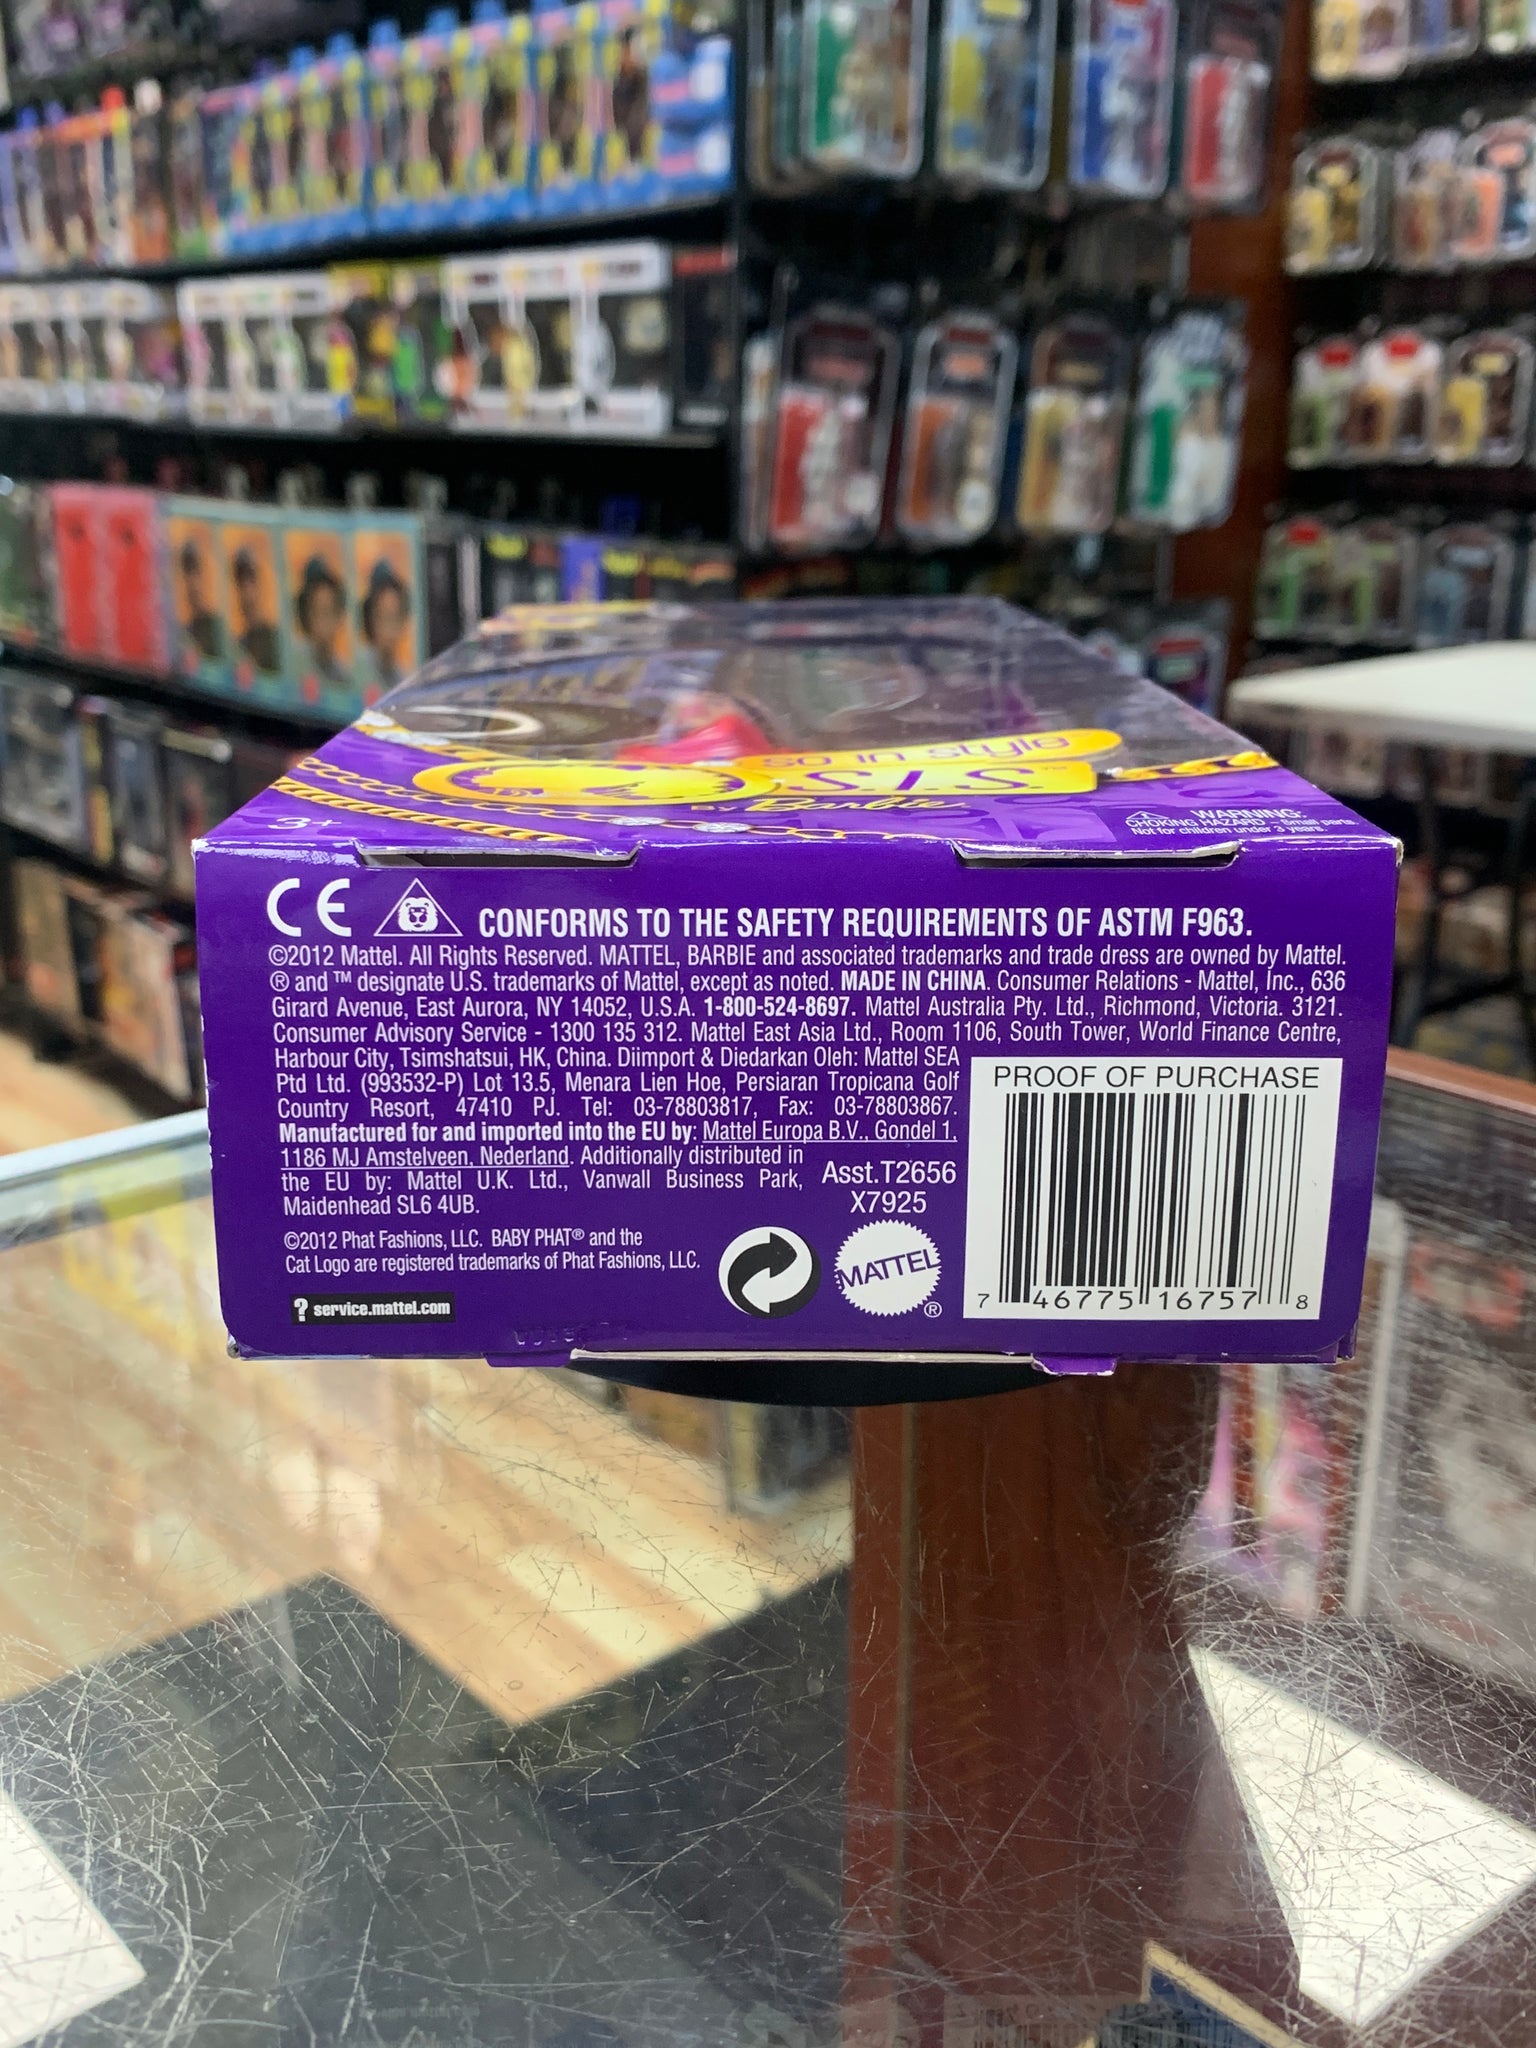 so in style™
S.I.S.™
BY Barbie
3+
WARNING:
CHOKING HAZARD - Small parts
Not for children under 3 years.
CE CONFORMS TO THE SAFETY REQUIREMENTS OF ASTM F963.
©2012 Mattel. All Rights Reserved. MATTEL, BARBIE and associated trademarks and trade dress are owned by Mattel.
® and ™ designate U.S. trademarks of Mattel, except as noted. MADE IN CHINA. Consumer Relations - Mattel, Inc., 636
Girard Avenue, East Aurora, NY 14052, U.S.A. 1-800-524-8697. Mattel Australia Pty. Ltd., Richmond, Victoria. 3121.
Consumer Advisory Service - 1300 135 312. Mattel East Asia Ltd., Room 1106, South Tower, World Finance Centre,
Harbour City, Tsimshatsui, HK, China. Diimport & Diedarkan Oleh: Mattel SEA
Ptd Ltd. (993532-P) Lot 13.5, Menara Lien Hoe, Persiaran Tropicana Golf
Country Resort, 47410 PJ. Tel: 03-78803817, Fax: 03-78803867.
Manufactured for and imported into the EU by: Mattel Europa B.V., Gondel 1,
1186 MJ Amstelveen, Nederland. Additionally distributed in
the EU by: Mattel U.K. Ltd., Vanwall Business Park,
Maidenhead SL6 4UB.
Asst.T2656
X7925
©2012 Phat Fashions, LLC. BABY PHAT® and the
Cat Logo are registered trademarks of Phat Fashions, LLC.
? service.mattel.com
MATTEL ®
PROOF OF PURCHASE
7 46775 16757 8